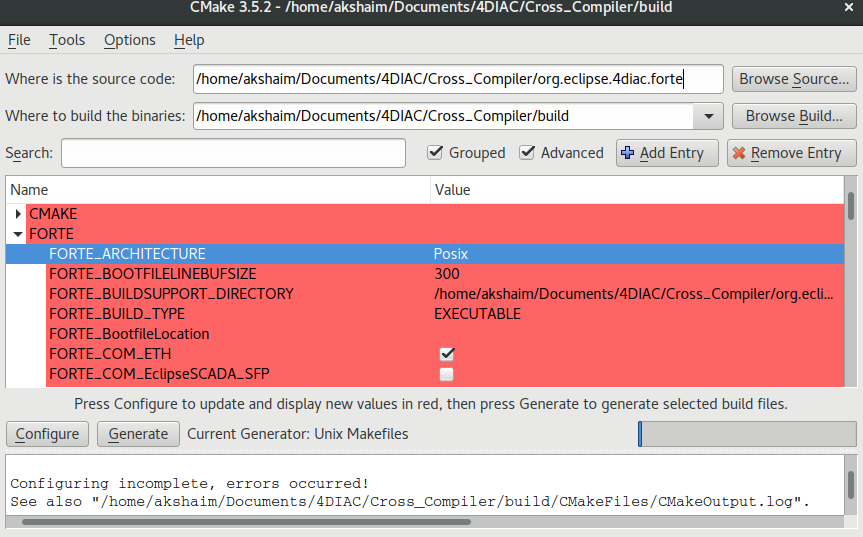 CMake 3.5.2 - /home/akshaim/Documents/4DIAC/Cross_Compiler/build
File Tools Options Help
Where is the source code: /home/akshaim/Documents/4DIAC/Cross_Compiler/org.eclipse.4diac.forte Browse Source...
Where to build the binaries: /home/akshaim/Documents/4DIAC/Cross_Compiler/build Browse Build...
Search: Grouped Advanced Add Entry Remove Entry
Name Value
CMAKE
FORTE
FORTE_ARCHITECTURE Posix
FORTE_BOOTFILELINEBUFSIZE 300
FORTE_BUILDSUPPORT_DIRECTORY /home/akshaim/Documents/4DIAC/Cross_Compiler/org.ecli...
FORTE_BUILD_TYPE EXECUTABLE
FORTE_BootfileLocation
FORTE_COM_ETH
FORTE_COM_EclipseSCADA_SFP
Press Configure to update and display new values in red, then press Generate to generate selected build files.
Configure Generate Current Generator: Unix Makefiles
Configuring incomplete, errors occurred!
See also "/home/akshaim/Documents/4DIAC/Cross_Compiler/build/CMakeFiles/CMakeOutput.log".